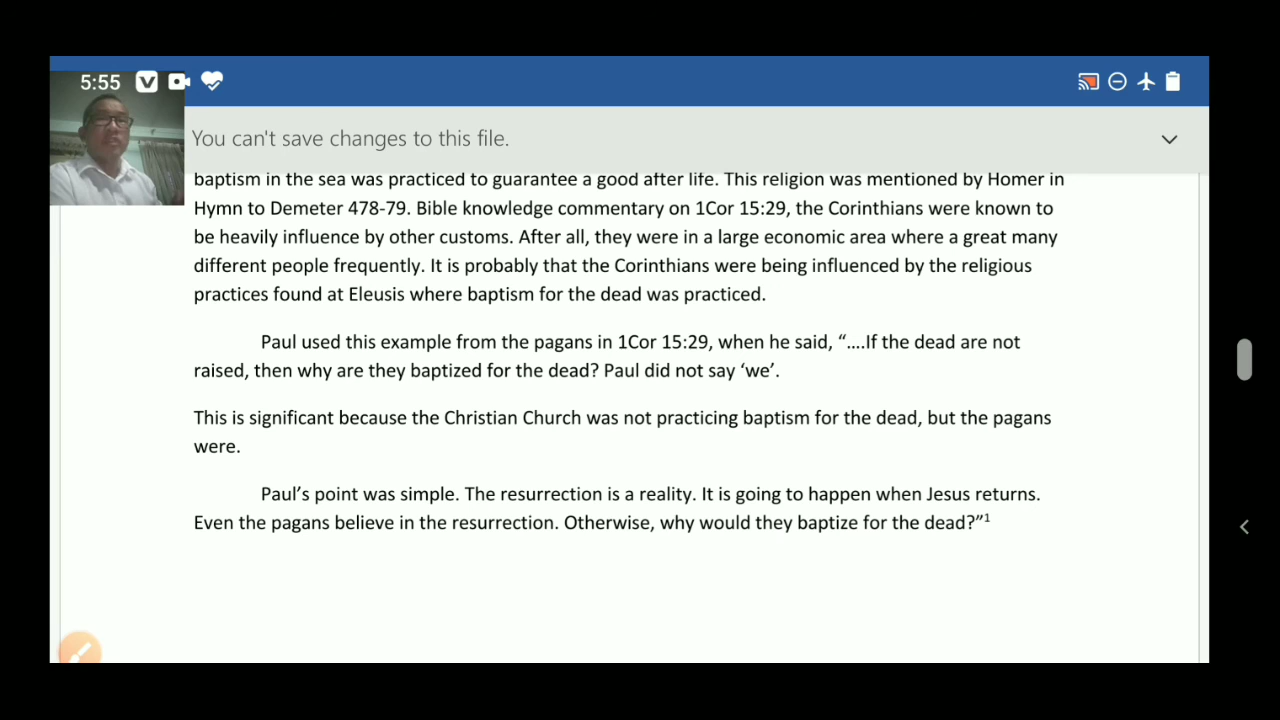 5:55
You can't save changes to this file.
baptism in the sea was practiced to guarantee a good after life. This religion was mentioned by Homer in
Hymn to Demeter 478-79. Bible knowledge commentary on 1Cor 15:29, the Corinthians were known to
be heavily influence by other customs. After all, they were in a large economic area where a great many
different people frequently. It is probably that the Corinthians were being influenced by the religious
practices found at Eleusis where baptism for the dead was practiced.
Paul used this example from the pagans in 1Cor 15:29, when he said, “….If the dead are not
raised, then why are they baptized for the dead? Paul did not say ‘we’.
This is significant because the Christian Church was not practicing baptism for the dead, but the pagans
were.
Paul’s point was simple. The resurrection is a reality. It is going to happen when Jesus returns.
Even the pagans believe in the resurrection. Otherwise, why would they baptize for the dead?”1